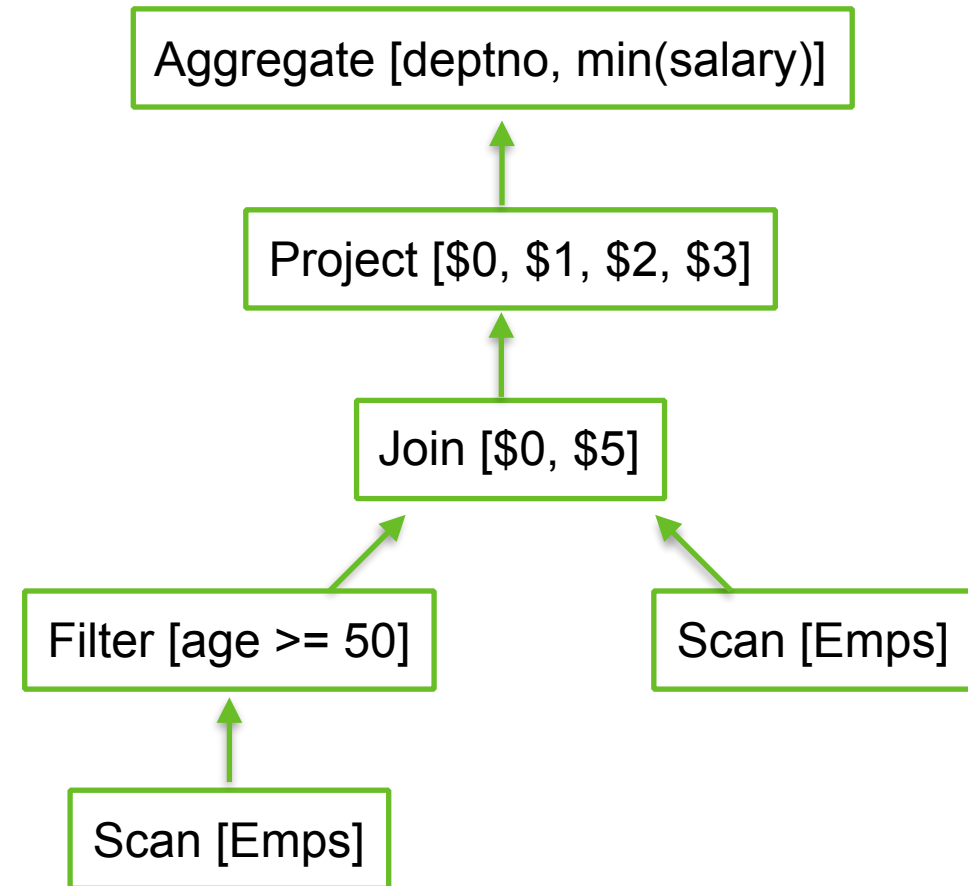 Aggregate [deptno, min(salary)]
Project [$0, $1, $2, $3]
Join [$0, $5]
Filter [age >= 50]
Scan [Emps]
Scan [Emps]